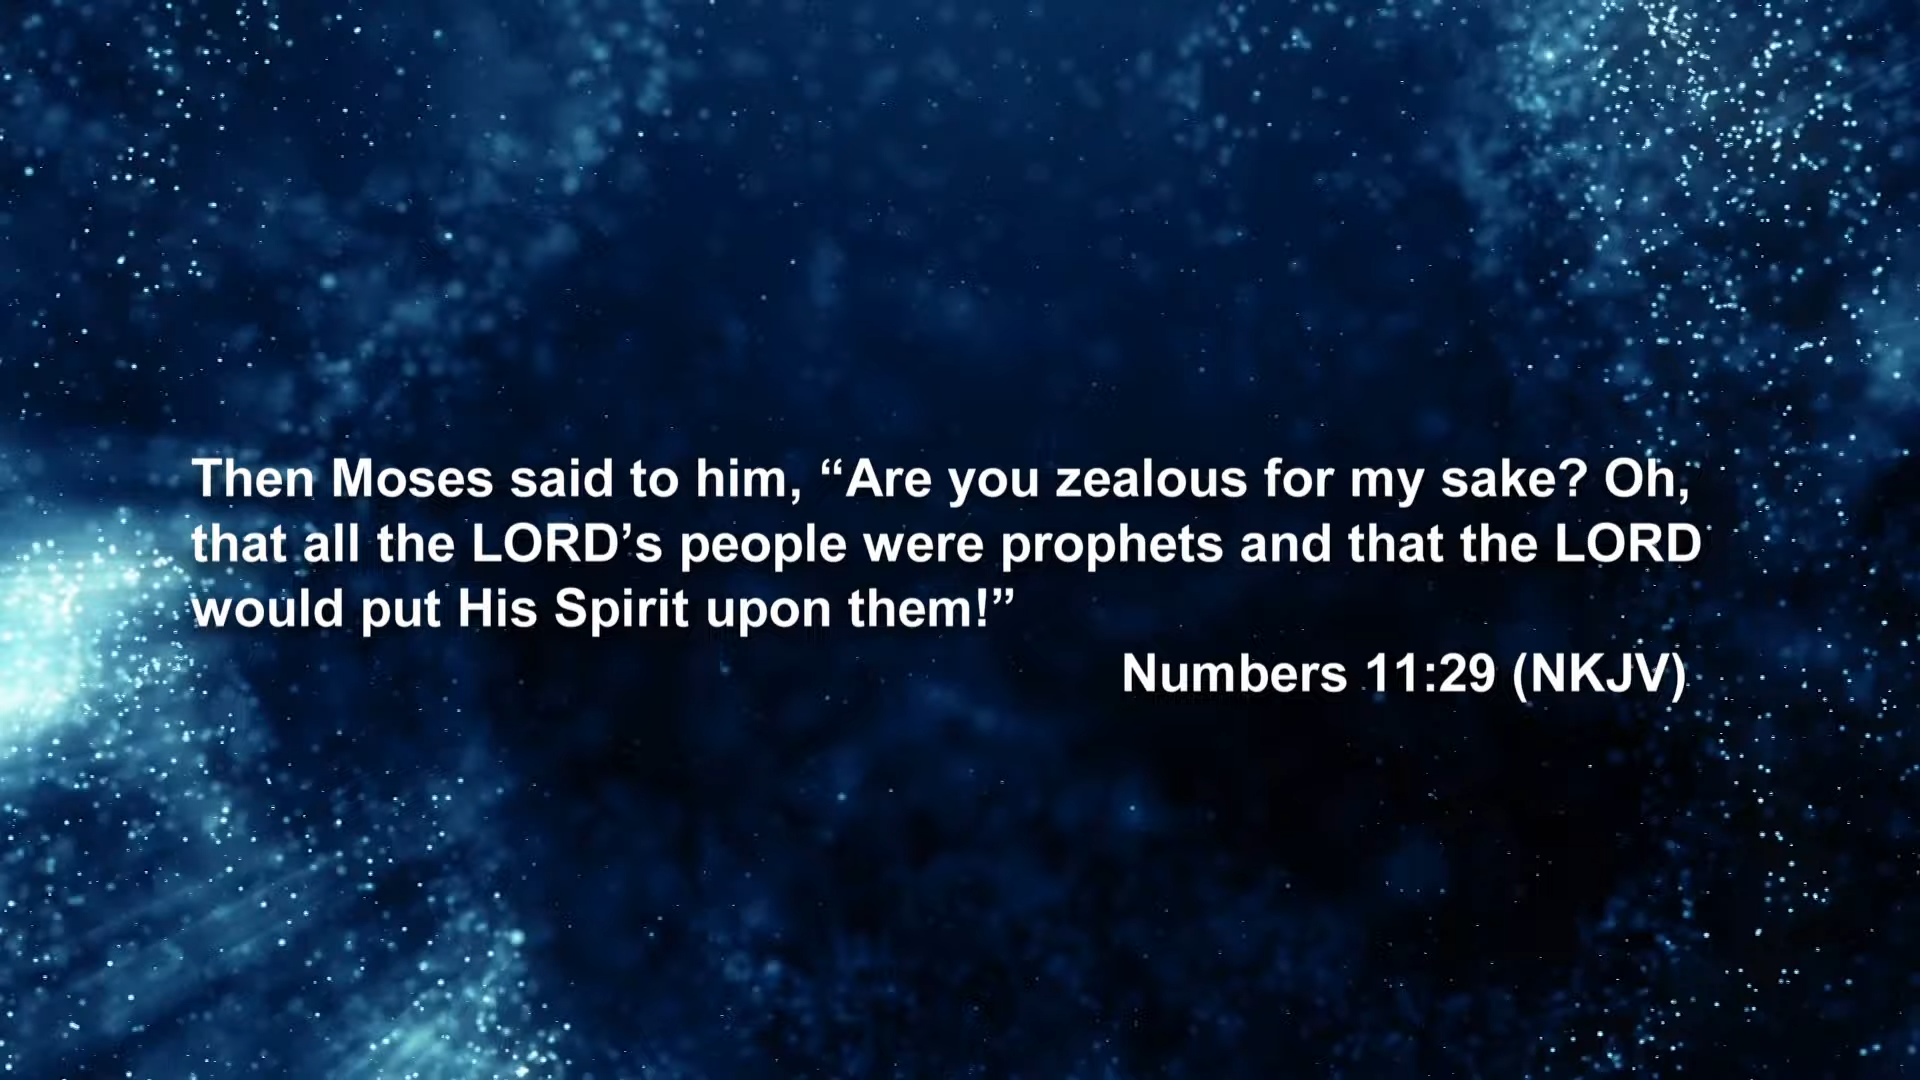 Then Moses said to him, “Are you zealous for my sake? Oh,
that all the LORD’s people were prophets and that the LORD
would put His Spirit upon them!”
Numbers 11:29 (NKJV)